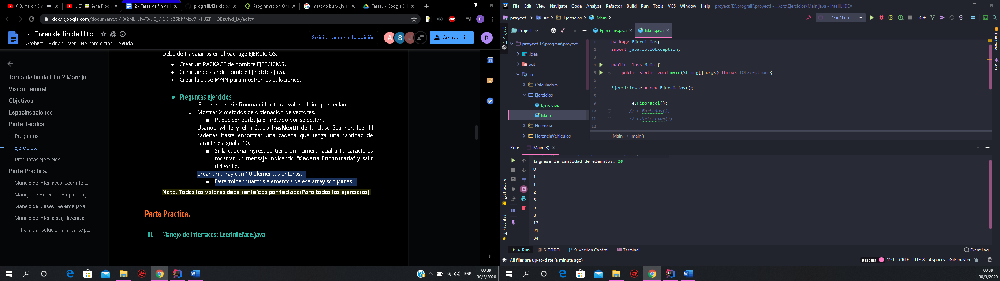 (13) Aaron Sm
(13) Serie Fibor
2 - Tarea de fin de
prograiii/Ejercicio
Programación Orie
metodo burbuja e
Tareas - Google Dr
docs.google.com/document/d/1X2NLrLIwTAu6_0QObBSbhfNzy3K4rJZFrH3EzVhd_IA/edit#
ABP
R
2 - Tarea de fin de Hito
Archivo Editar Ver Herramientas Ayuda
Solicitar acceso de edición
A S J
Compartir
R
Tarea de fin de Hito 2 Manejo...
Visión general
Objetivos
Especificaciones
Parte Teórica.
Preguntas.
Ejercicios.
Preguntas ejercicios.
Parte Práctica.
Manejo de Interfaces: LeerIntef...
Manejo de Herencia: Empleado.j...
Manejo de Clases: Gerente.java, ...
Manejo de Interfaces, Herencia ...
Para dar solución a la parte p...
Debe de trabajarlos en el package EJERCICIOS.
● Crear un PACKAGE de nombre EJERCICIOS.
● Crear una clase de nombre Ejercicios.java.
● Crear la clase MAIN para mostrar las soluciones.
● Preguntas ejercicios.
○ Generar la serie fibonacci hasta un valor n leído por teclado
○ Mostrar 2 metodos de ordenacion de vectores.
■ Puede ser burbuja el método por selección.
○ Usando while y el método hasNext() de la clase Scanner, leer N
cadenas hasta encontrar una cadena que tenga una cantidad de
caracteres igual a 10.
■ Si la cadena ingresada tiene un número igual a 10 caracteres
mostrar un mensaje indicando “Cadena Encontrada” y salir
del while.
○ Crear un array con 10 elementos enteros.
■ Determinar cuántos elementos de ese array son pares.
Nota. Todos los valores debe ser leídos por teclado(Para todos los ejercicios).
Parte Práctica.
III. Manejo de Interfaces: LeerInteface.java
31
ESP
00:39
30/3/2020
File Edit View Navigate Code Analyze Refactor Build Run Tools VCS Window Help proyect [E:\prograiii\proyect] - ...\src\Ejercicios\Main.java - IntelliJ IDEA
proyect src Ejercicios Main
MAIN (3)
Git:
1: Project
Project
Ejercicios.java
Main.java
proyect E:\prograiii\proyect
.idea
out
src
Calculadora
Ejercicios
Ejercicios
Main
Herencia
HerenciaVehiculos
1 package Ejercicios;
2 import java.io.IOException;
3
4 public class Main {
5 public static void main(String[] args) throws IOException {
6
7 Ejercicios e = new Ejercicios();
8
9 e.Fibonacci();
10 // e.Burbujas();
11 // e.Seleccion();
12
Main main()
Database
Ant
Run: Main (3)
7: Structure
2: Favorites
Ingrese la cantidad de elemntos: 10
0
1
1
2
3
5
8
13
21
34
4: Run 6: TODO 9: Version Control Terminal
Event Log
All files are up-to-date (a minute ago)
Dracula 15:1 CRLF UTF-8 4 spaces Git: master
00:39
30/3/2020